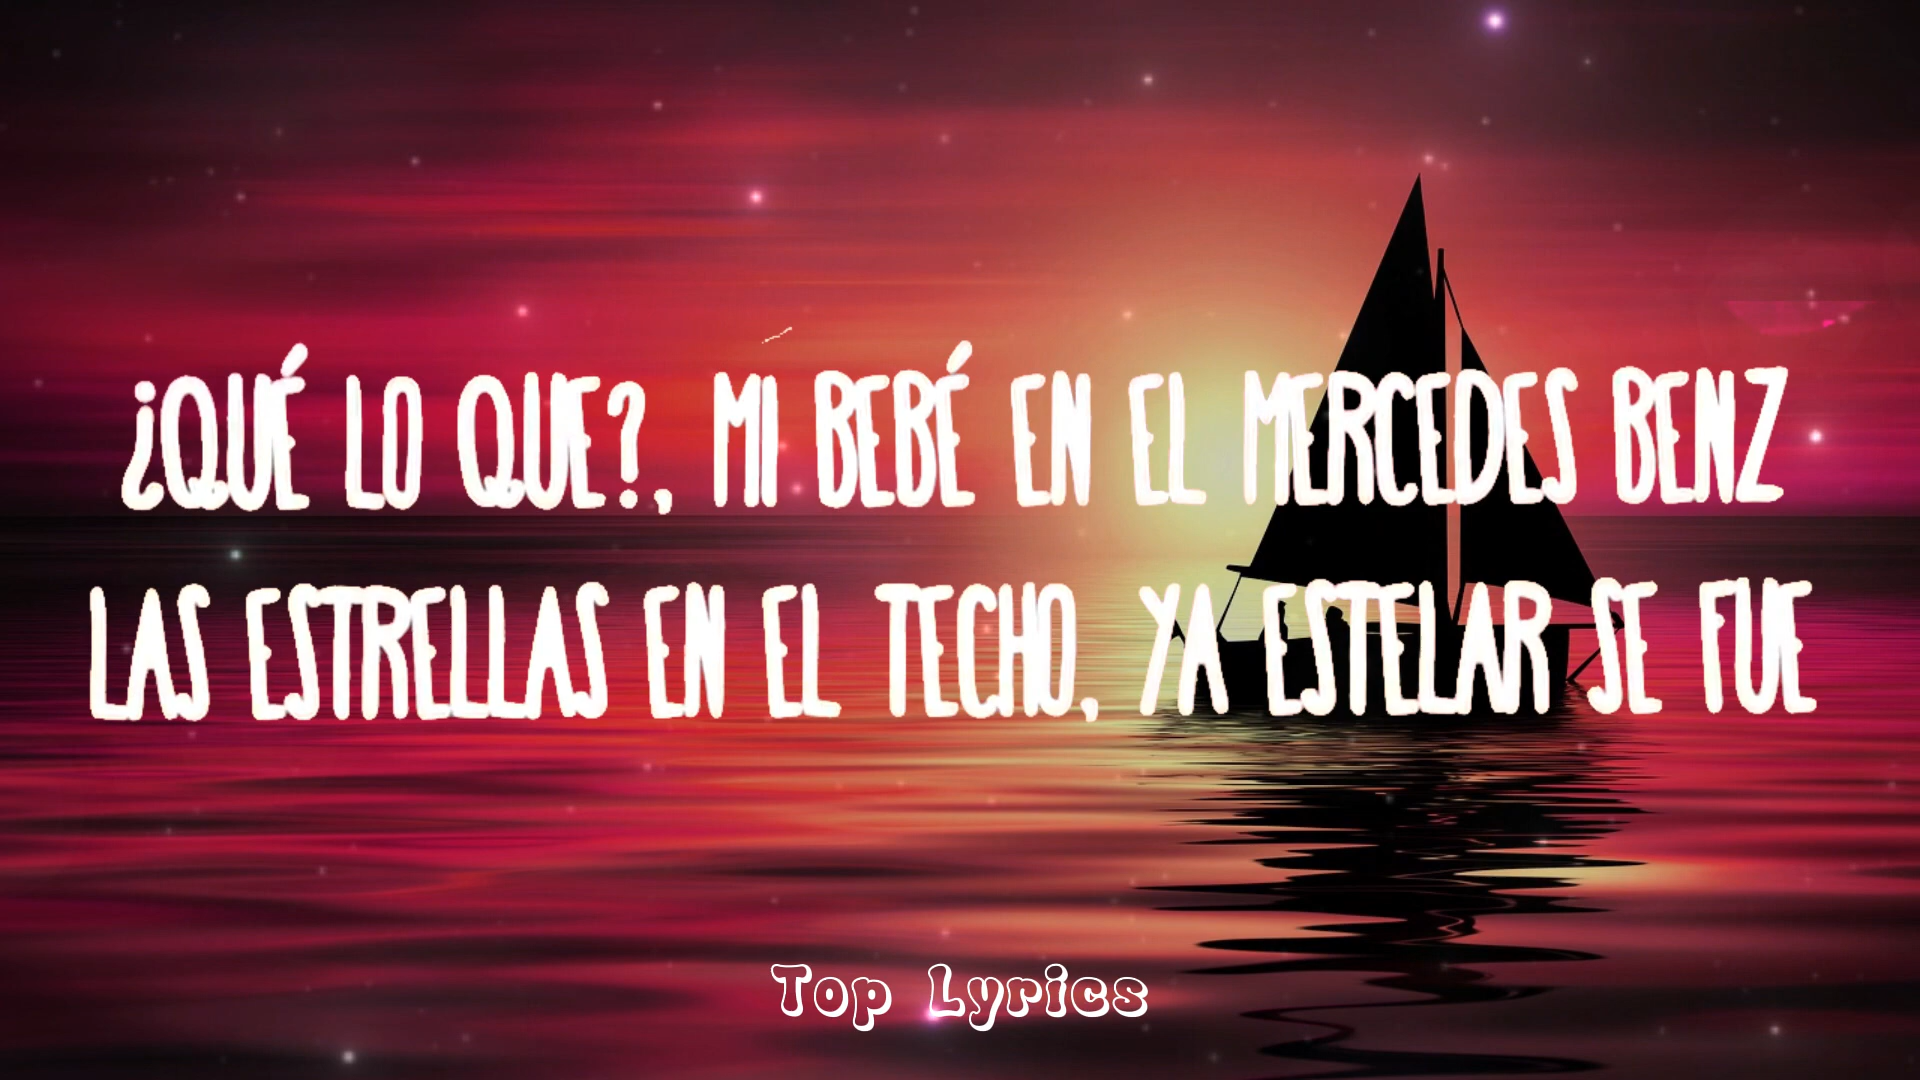 ¿QUÉ LO QUE?, MI BEBÉ EN EL MERCEDES BENZ
LAS ESTRELLAS EN EL TECHO, YA ESTELAR SE FUE
Top Lyrics